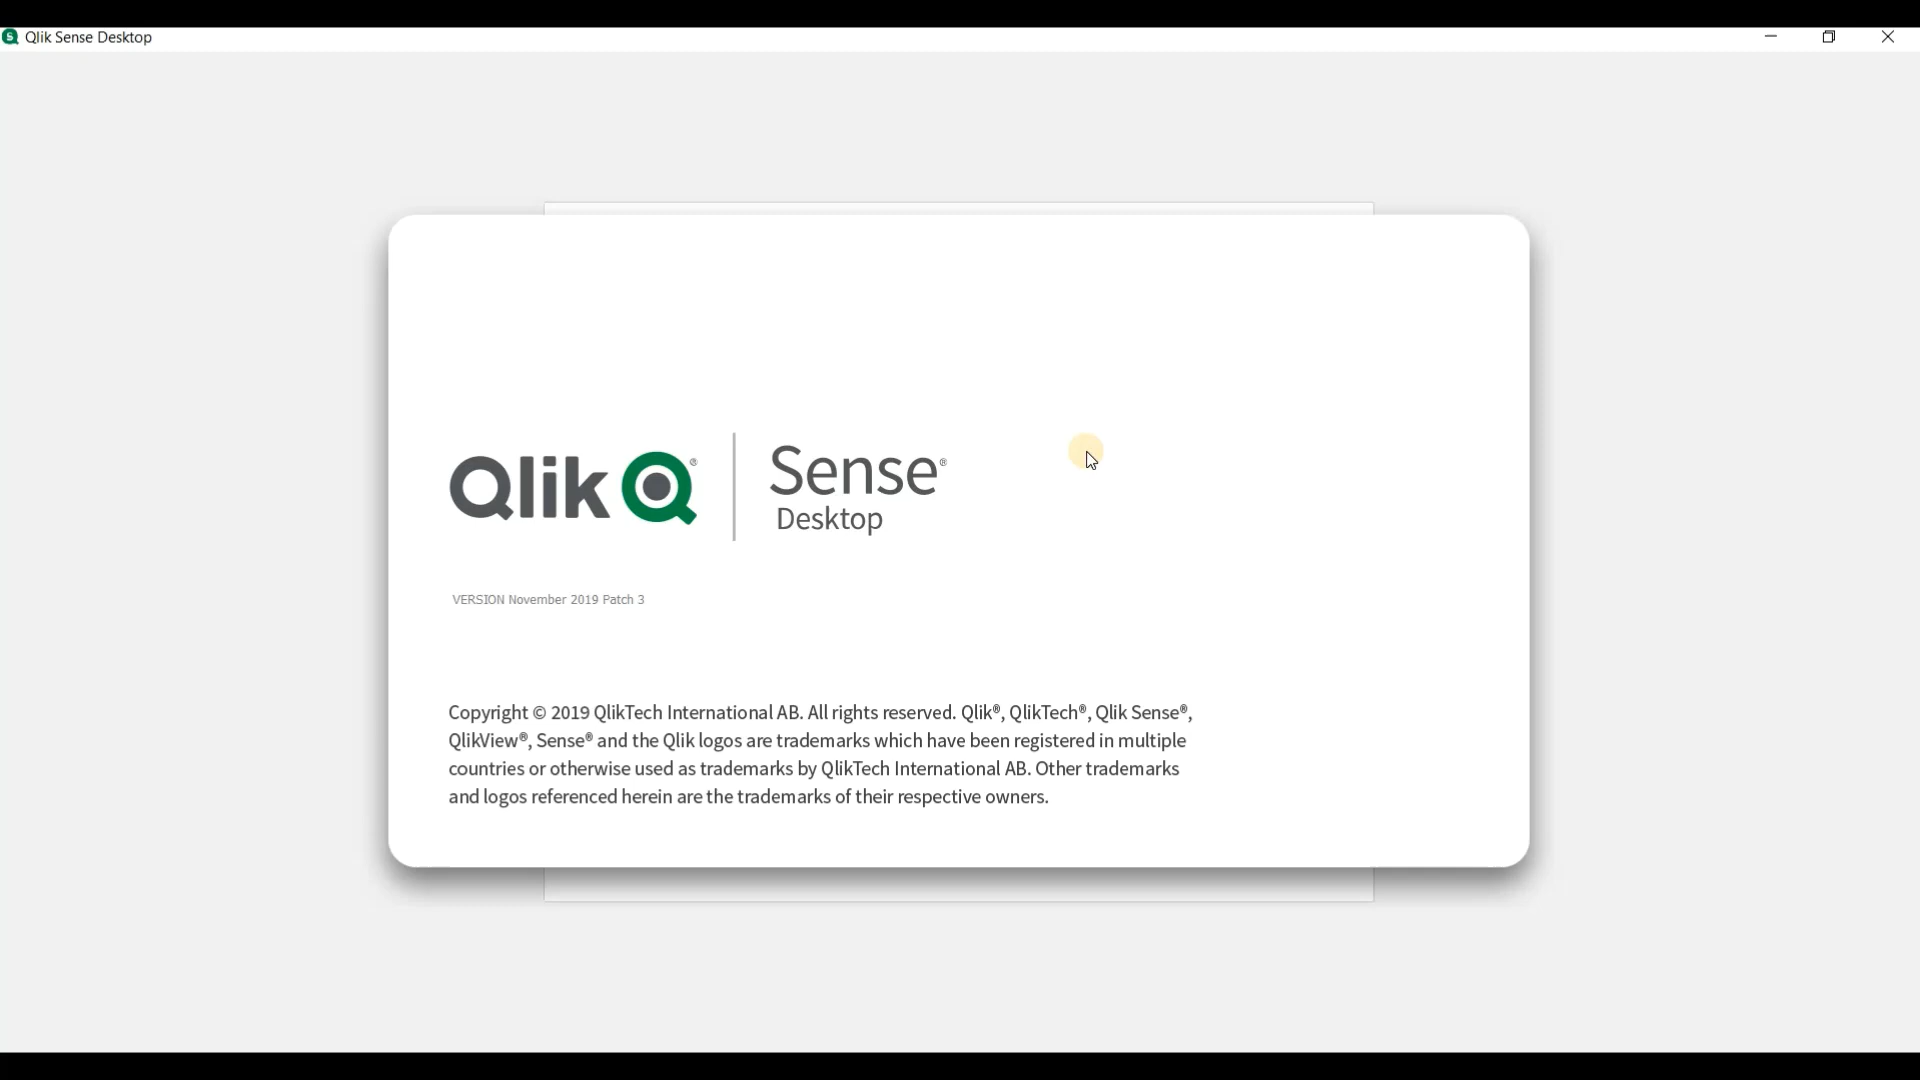 Qlik Sense Desktop
Qlik ®
Sense®
Desktop
VERSION November 2019 Patch 3
Copyright © 2019 QlikTech International AB. All rights reserved. Qlik®, QlikTech®, Qlik Sense®,
QlikView®, Sense® and the Qlik logos are trademarks which have been registered in multiple
countries or otherwise used as trademarks by QlikTech International AB. Other trademarks
and logos referenced herein are the trademarks of their respective owners.